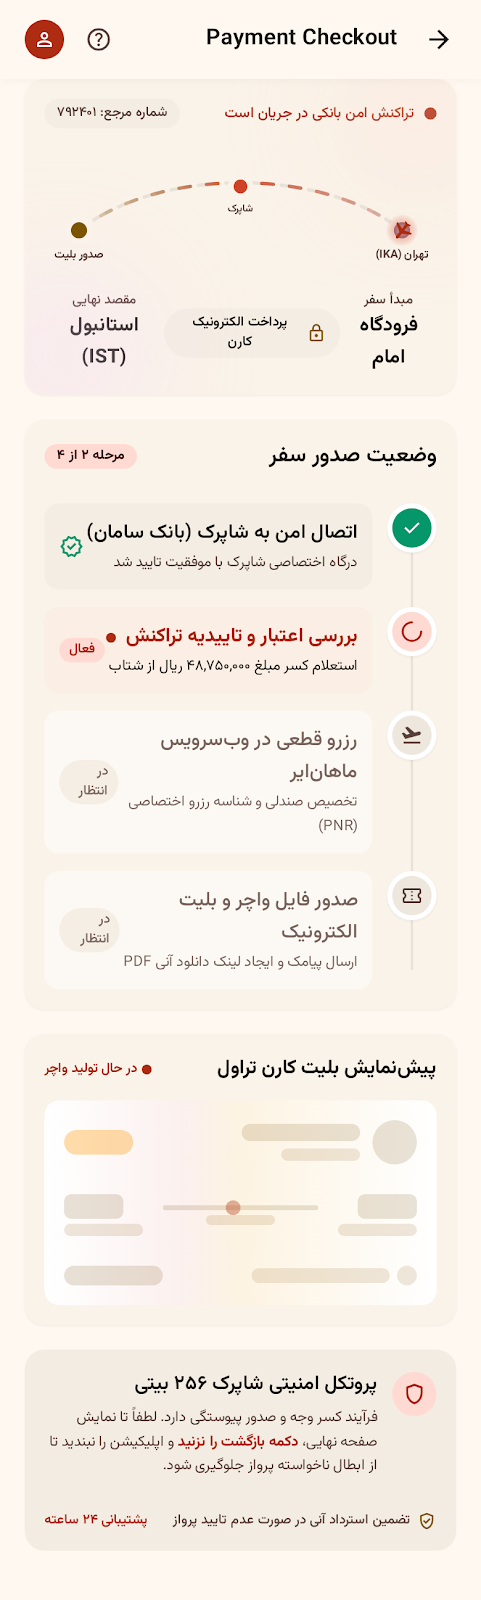 Payment Checkout
تراکنش امن بانکی در جریان است
شماره مرجع: ۷۹۲۴۰۱
شاپرک
تهران (IKA)
صدور بلیت
مبدأ سفر
فرودگاه
امام
پرداخت الکترونیک
کارن
مقصد نهایی
استانبول
(IST)
وضعیت صدور سفر
مرحله ۲ از ۴
اتصال امن به شاپرک (بانک سامان)
درگاه اختصاصی شاپرک با موفقیت تایید شد
بررسی اعتبار و تاییدیه تراکنش
فعال
استعلام کسر مبلغ ۴۸,۷۵۰,۰۰۰ ریال از شتاب
رزرو قطعی در وب‌سرویس
ماهان‌ایر
در
انتظار
تخصیص صندلی و شناسه رزرو اختصاصی
(PNR)
صدور فایل واچر و بلیت
الکترونیک
در
انتظار
ارسال پیامک و ایجاد لینک دانلود آنی PDF
پیش‌نمایش بلیت کارن تراول
در حال تولید واچر
پروتکل امنیتی شاپرک ۲۵۶ بیتی
فرآیند کسر وجه و صدور پیوستگی دارد. لطفاً تا نمایش
صفحه نهایی، دکمه بازگشت را نزنید و اپلیکیشن را نبندید تا
از ابطال ناخواسته پرواز جلوگیری شود.
تضمین استرداد آنی در صورت عدم تایید پرواز
پشتیبانی ۲۴ ساعته